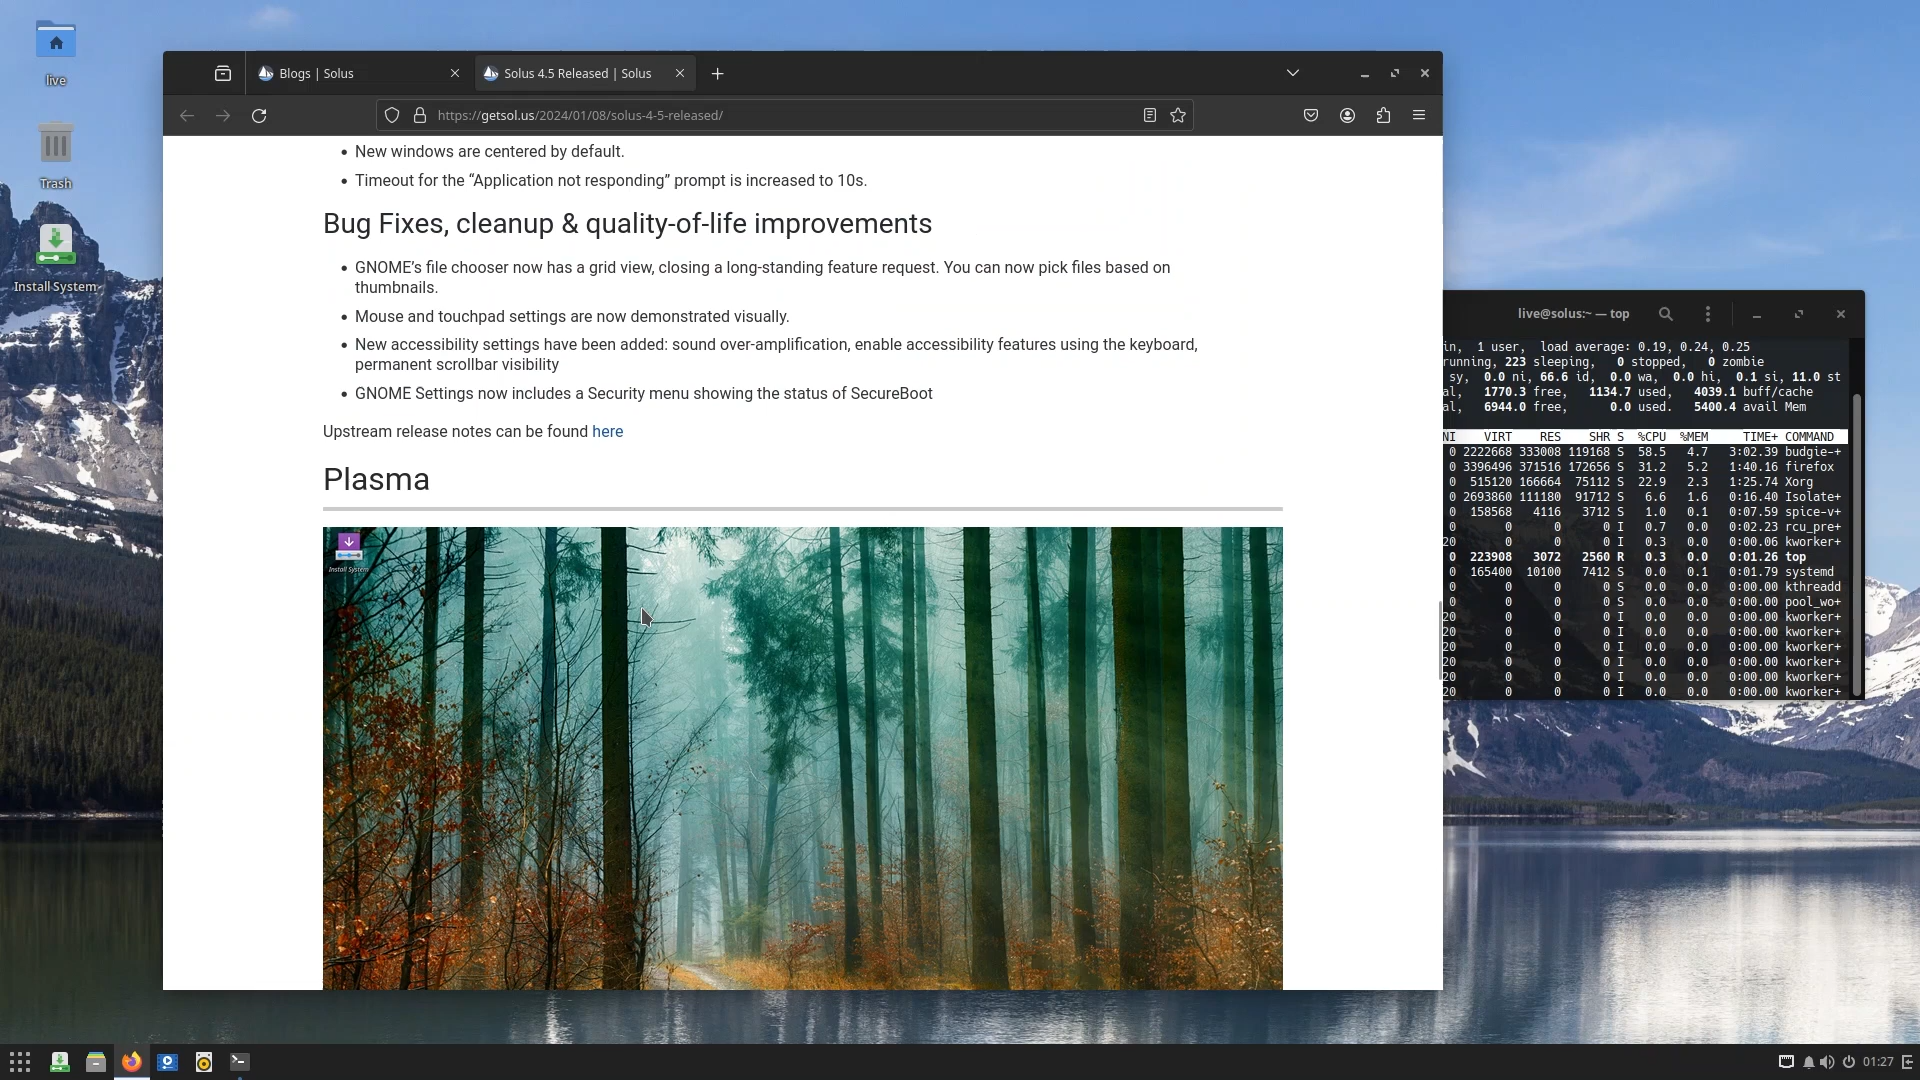 live
Trash
Install System
Blogs | Solus
Solus 4.5 Released | Solus
https://getsol.us/2024/01/08/solus-4-5-released/
New windows are centered by default.
Timeout for the “Application not responding” prompt is increased to 10s.
Bug Fixes, cleanup & quality-of-life improvements
GNOME’s file chooser now has a grid view, closing a long-standing feature request. You can now pick files based on
thumbnails.
Mouse and touchpad settings are now demonstrated visually.
New accessibility settings have been added: sound over-amplification, enable accessibility features using the keyboard,
permanent scrollbar visibility
GNOME Settings now includes a Security menu showing the status of SecureBoot
Upstream release notes can be found here
Plasma
Install System
live@solus:~ — top
in, 1 user, load average: 0.19, 0.24, 0.25
unning, 223 sleeping, 0 stopped, 0 zombie
sy, 0.0 ni, 66.6 id, 0.0 wa, 0.0 hi, 0.1 si, 11.0 st
al, 1770.3 free, 1134.7 used, 4039.1 buff/cache
al, 6944.0 free, 0.0 used. 5400.4 avail Mem
NI VIRT RES SHR S %CPU %MEM TIME+ COMMAND
0 2222668 333008 119168 S 58.5 4.7 3:02.39 budgie-+
0 3396496 371516 172656 S 31.2 5.2 1:40.16 firefox
0 515120 166664 75112 S 22.9 2.3 1:25.74 Xorg
0 2693860 111180 91712 S 6.6 1.6 0:16.40 Isolate+
0 158568 4116 3712 S 1.0 0.1 0:07.59 spice-v+
0 0 0 0 I 0.7 0.0 0:02.23 rcu_pre+
20 0 0 0 I 0.3 0.0 0:00.06 kworker+
0 223908 3072 2560 R 0.3 0.0 0:01.26 top
0 165400 10100 7412 S 0.0 0.1 0:01.79 systemd
0 0 0 0 S 0.0 0.0 0:00.00 kthreadd
0 0 0 0 S 0.0 0.0 0:00.00 pool_wo+
20 0 0 0 I 0.0 0.0 0:00.00 kworker+
20 0 0 0 I 0.0 0.0 0:00.00 kworker+
20 0 0 0 I 0.0 0.0 0:00.00 kworker+
20 0 0 0 I 0.0 0.0 0:00.00 kworker+
20 0 0 0 I 0.0 0.0 0:00.00 kworker+
20 0 0 0 I 0.0 0.0 0:00.00 kworker+
01:27